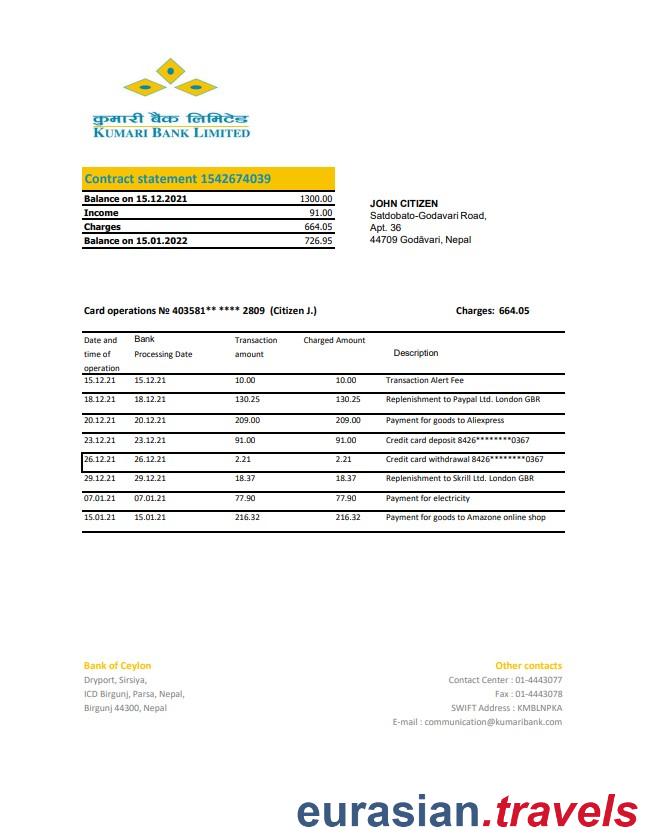 कुमारी बैंक लिमिटेड
KUMARI BANK LIMITED
Contract statement 1542674039
Balance on 15.12.2021 1300.00
Income 91.00
Charges 664.05
Balance on 15.01.2022 726.95
JOHN CITIZEN
Satdobato-Godavari Road,
Apt. 36
44709 Godāvari, Nepal
Card operations № 403581** **** 2809 (Citizen J.) Charges: 664.05
Date and time of operation Bank Processing Date Transaction amount Charged Amount Description
15.12.21 15.12.21 10.00 10.00 Transaction Alert Fee
18.12.21 18.12.21 130.25 130.25 Replenishment to Paypal Ltd. London GBR
20.12.21 20.12.21 209.00 209.00 Payment for goods to Aliexpress
23.12.21 23.12.21 91.00 91.00 Credit card deposit 8426********0367
26.12.21 26.12.21 2.21 2.21 Credit card withdrawal 8426********0367
29.12.21 29.12.21 18.37 18.37 Replenishment to Skrill Ltd. London GBR
07.01.21 07.01.21 77.90 77.90 Payment for electricity
15.01.21 15.01.21 216.32 216.32 Payment for goods to Amazone online shop
Bank of Ceylon
Dryport, Sirsiya,
ICD Birgunj, Parsa, Nepal,
Birgunj 44300, Nepal
Other contacts
Contact Center : 01-4443077
Fax : 01-4443078
SWIFT Address : KMBLNPKA
E-mail : communication@kumaribank.com
eurasian.travels